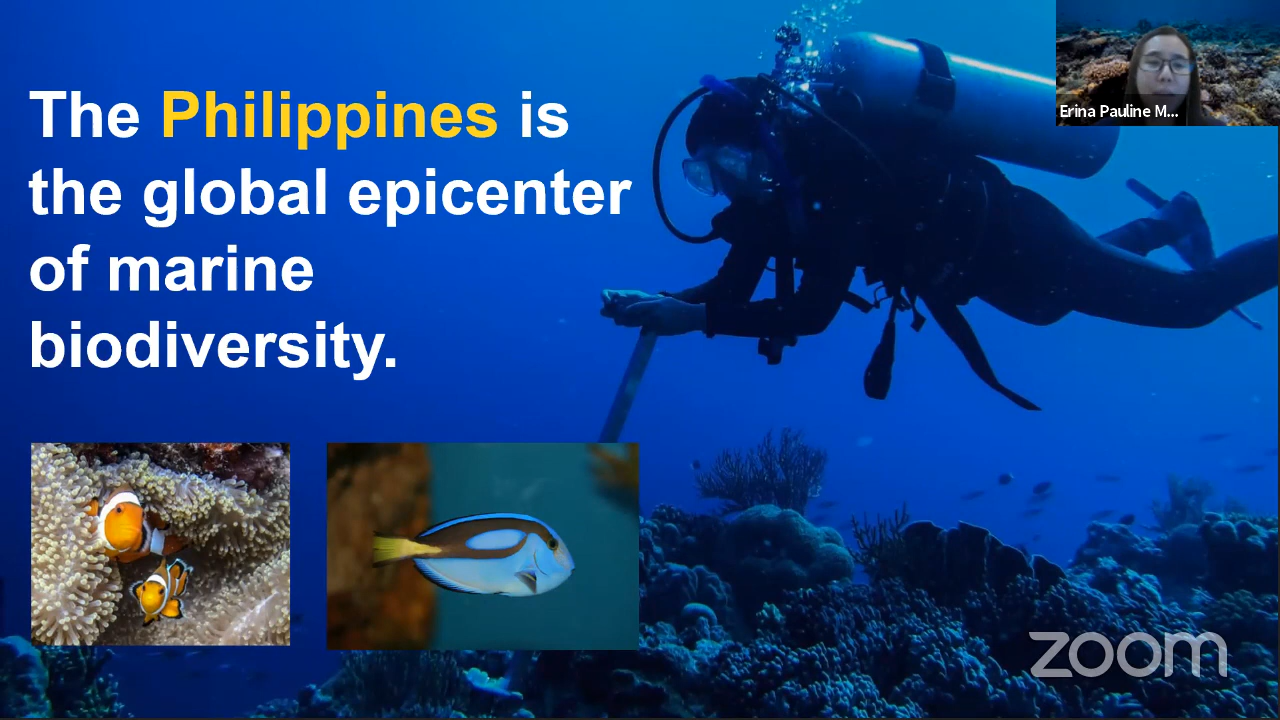 The Philippines is
the global epicenter
of marine
biodiversity.
Erina Pauline M...
zoom